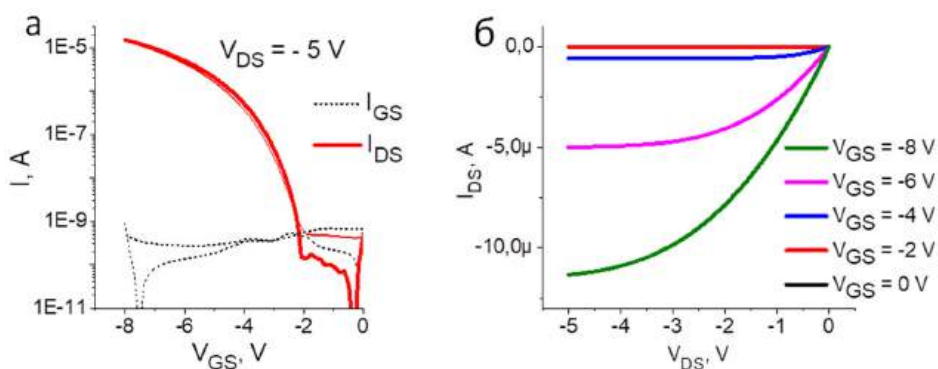 а
V_DS = - 5 V
I_GS
I_DS
1E-5
1E-7
1E-9
1E-11
I, A
-8 -6 -4 -2 0
V_GS, V
б
0,0
-5,0µ
-10,0µ
I_DS, A
V_GS = -8 V
V_GS = -6 V
V_GS = -4 V
V_GS = -2 V
V_GS = 0 V
-5 -4 -3 -2 -1 0
V_DS, V